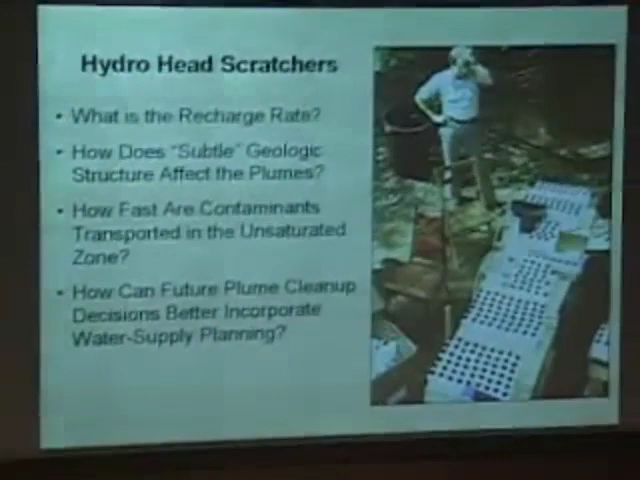 Hydro Head Scratchers
• What is the Recharge Rate?
• How Does "Subtle" Geologic
Structure Affect the Plumes?
• How Fast Are Contaminants
Transported in the Unsaturated
Zone?
• How Can Future Plume Cleanup
Decisions Better Incorporate
Water-Supply Planning?